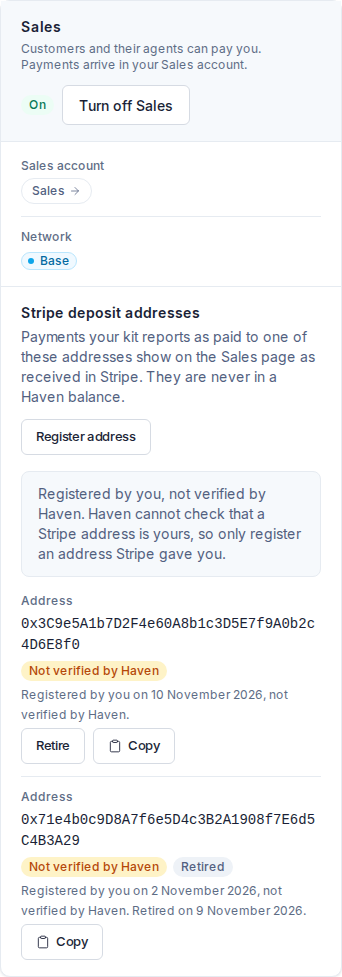 Sales
Customers and their agents can pay you.
Payments arrive in your Sales account.
On
Turn off Sales
Sales account
Sales →
Network
Base
Stripe deposit addresses
Payments your kit reports as paid to one of
these addresses show on the Sales page as
received in Stripe. They are never in a
Haven balance.
Register address
Registered by you, not verified by
Haven. Haven cannot check that a
Stripe address is yours, so only register
an address Stripe gave you.
Address
0x3C9e5A1b7D2F4e60A8b1c3D5E7f9A0b2c
4D6E8f0
Not verified by Haven
Registered by you on 10 November 2026, not
verified by Haven.
Retire
Copy
Address
0x71e4b0c9D8A7f6e5D4c3B2A1908f7E6d5
C4B3A29
Not verified by Haven
Retired
Registered by you on 2 November 2026, not
verified by Haven. Retired on 9 November 2026.
Copy